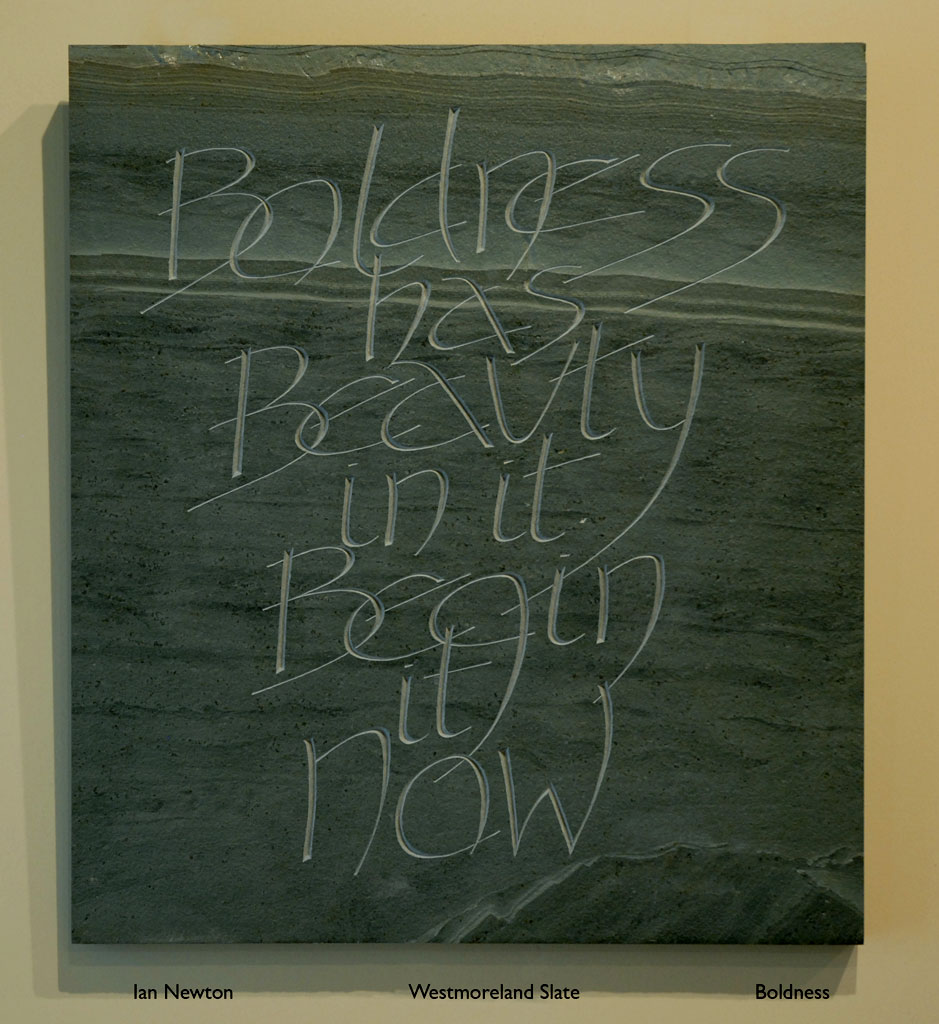 Boldness
has
Beauty
in it
Begin
it
now
Ian Newton Westmoreland Slate Boldness